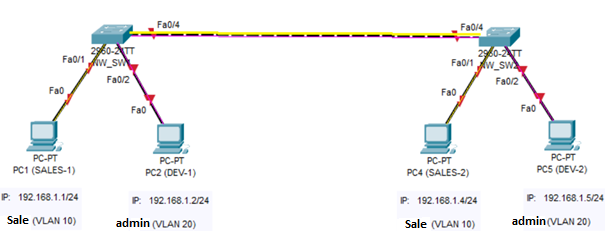 Fa0/4
Fa0/4
2960-24TT
NW_SW
Fa0/1
Fa0/2
Fa0
Fa0
PC-PT
PC1 (SALES-1)
PC-PT
PC2 (DEV-1)
IP: 192.168.1.1/24
IP: 192.168.1.2/24
Sale (VLAN 10)
admin (VLAN 20)
2960-24TT
NW_SW2
Fa0/1
Fa0/2
Fa0
Fa0
PC-PT
PC4 (SALES-2)
PC-PT
PC5 (DEV-2)
IP: 192.168.1.4/24
IP: 192.168.1.5/24
Sale (VLAN 10)
admin (VLAN 20)